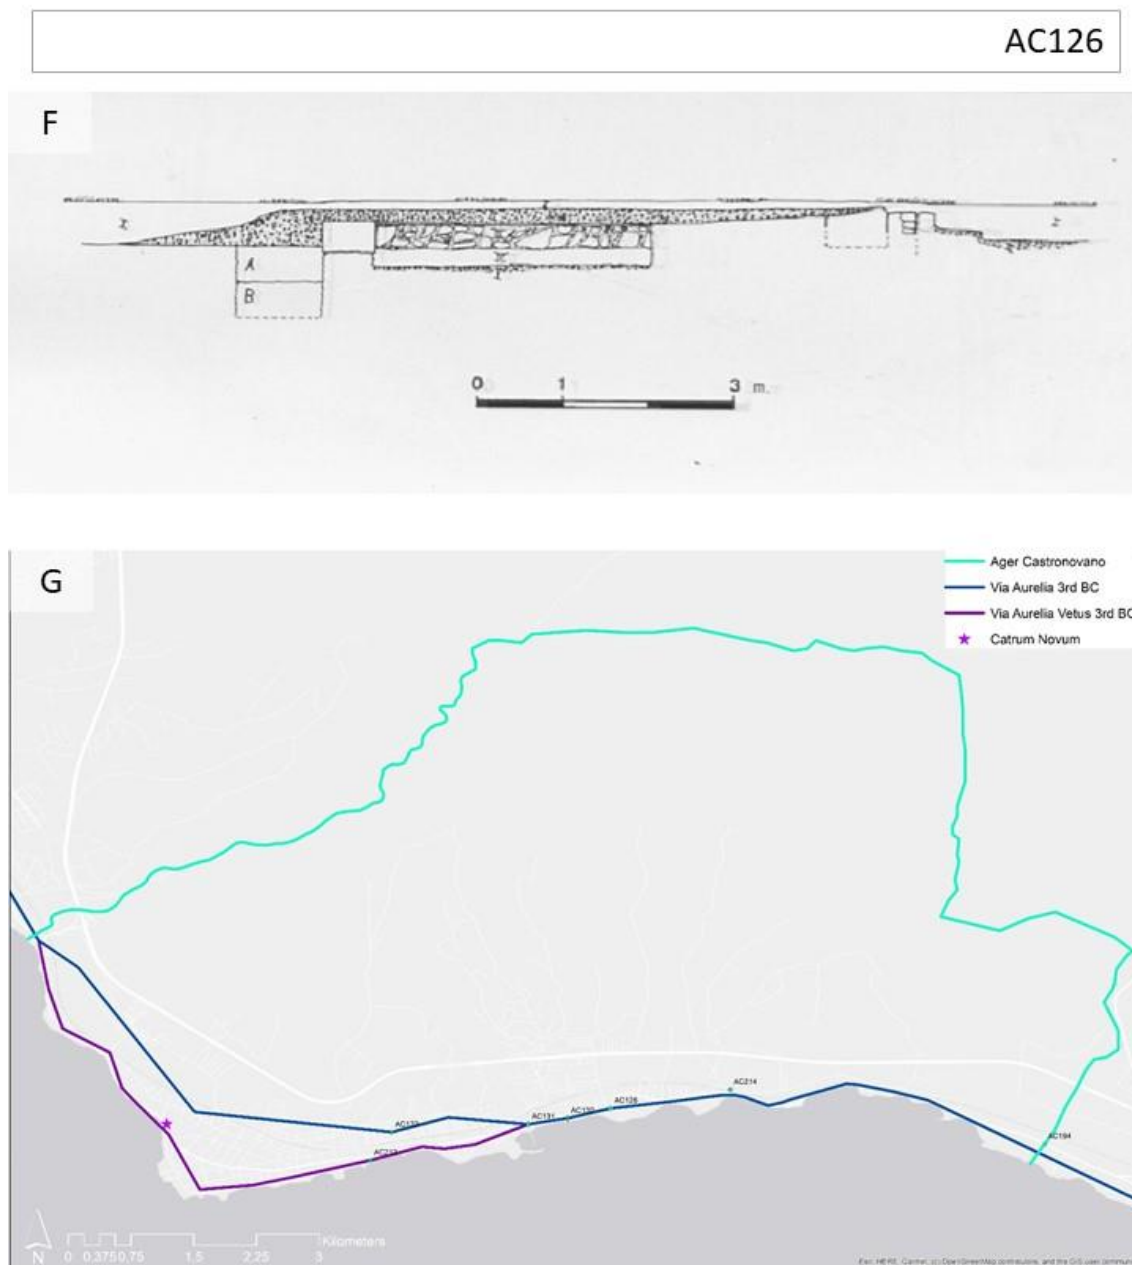 AC126
F
A
B
0 1 3 m.
G
Ager Castronovano
Via Aurelia 3rd BC
Via Aurelia Vetus 3rd BC
Catrum Novum
AC214
AC126
AC131
AC194
N
0 0,375 0,75 1,5 2,25 3
Kilometers